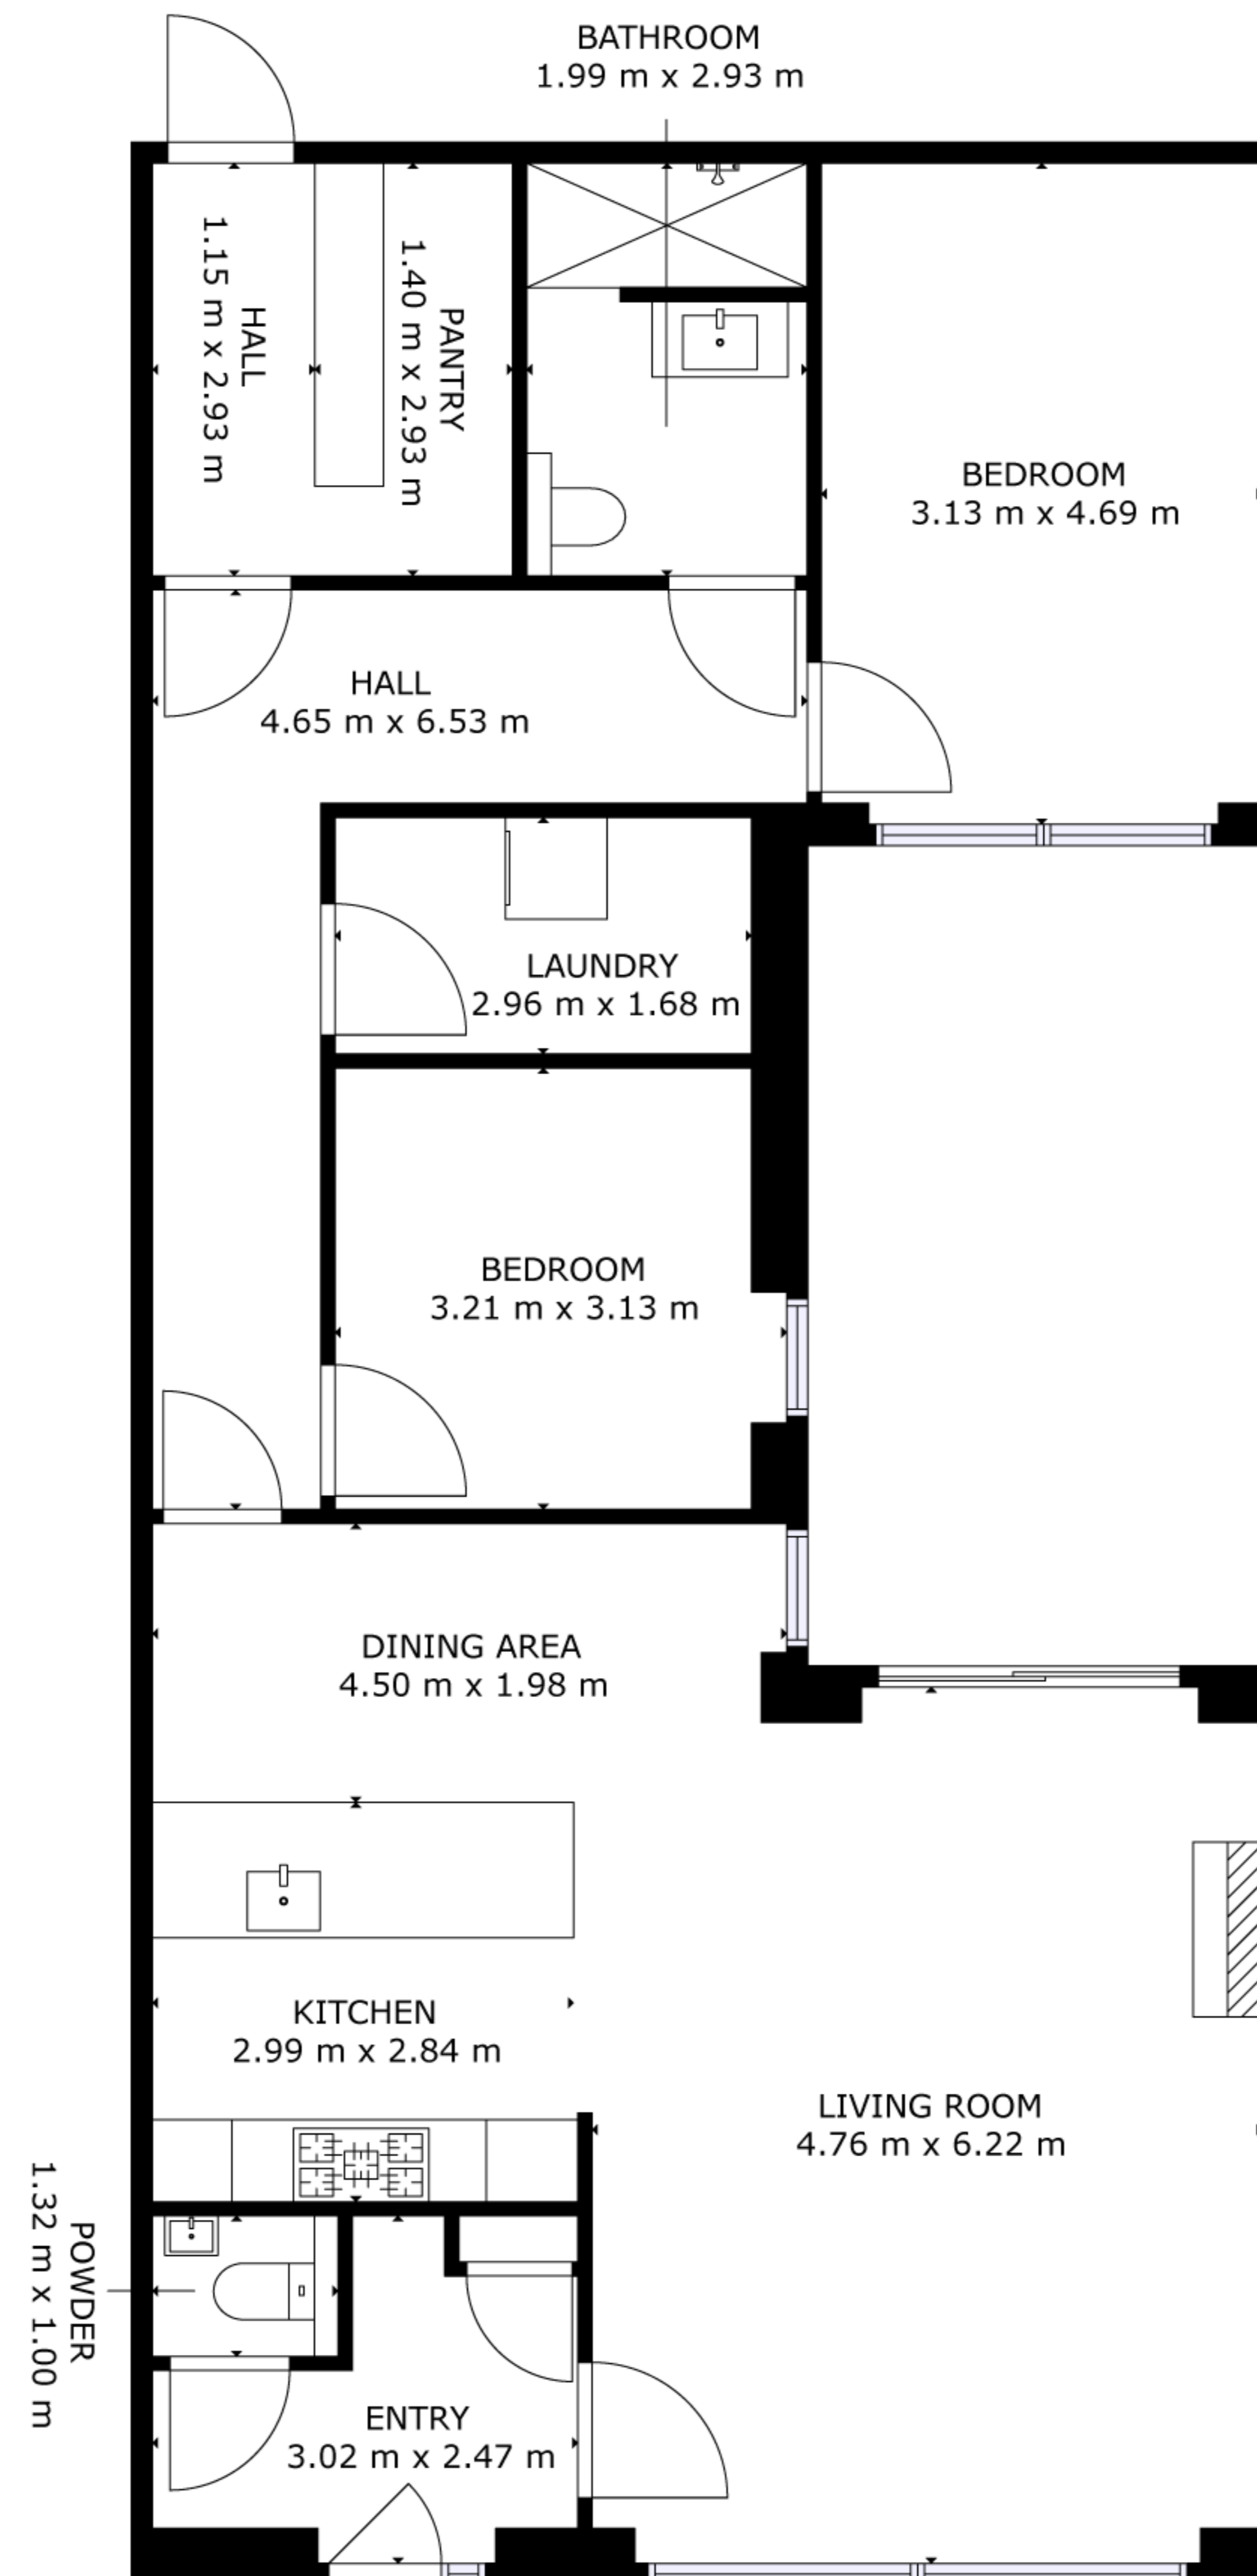 BATHROOM
1.99 m x 2.93 m
HALL
1.15 m x 2.93 m
PANTRY
1.40 m x 2.93 m
BEDROOM
3.13 m x 4.69 m
HALL
4.65 m x 6.53 m
LAUNDRY
2.96 m x 1.68 m
BEDROOM
3.21 m x 3.13 m
DINING AREA
4.50 m x 1.98 m
KITCHEN
2.99 m x 2.84 m
LIVING ROOM
4.76 m x 6.22 m
POWDER
1.32 m x 1.00 m
ENTRY
3.02 m x 2.47 m